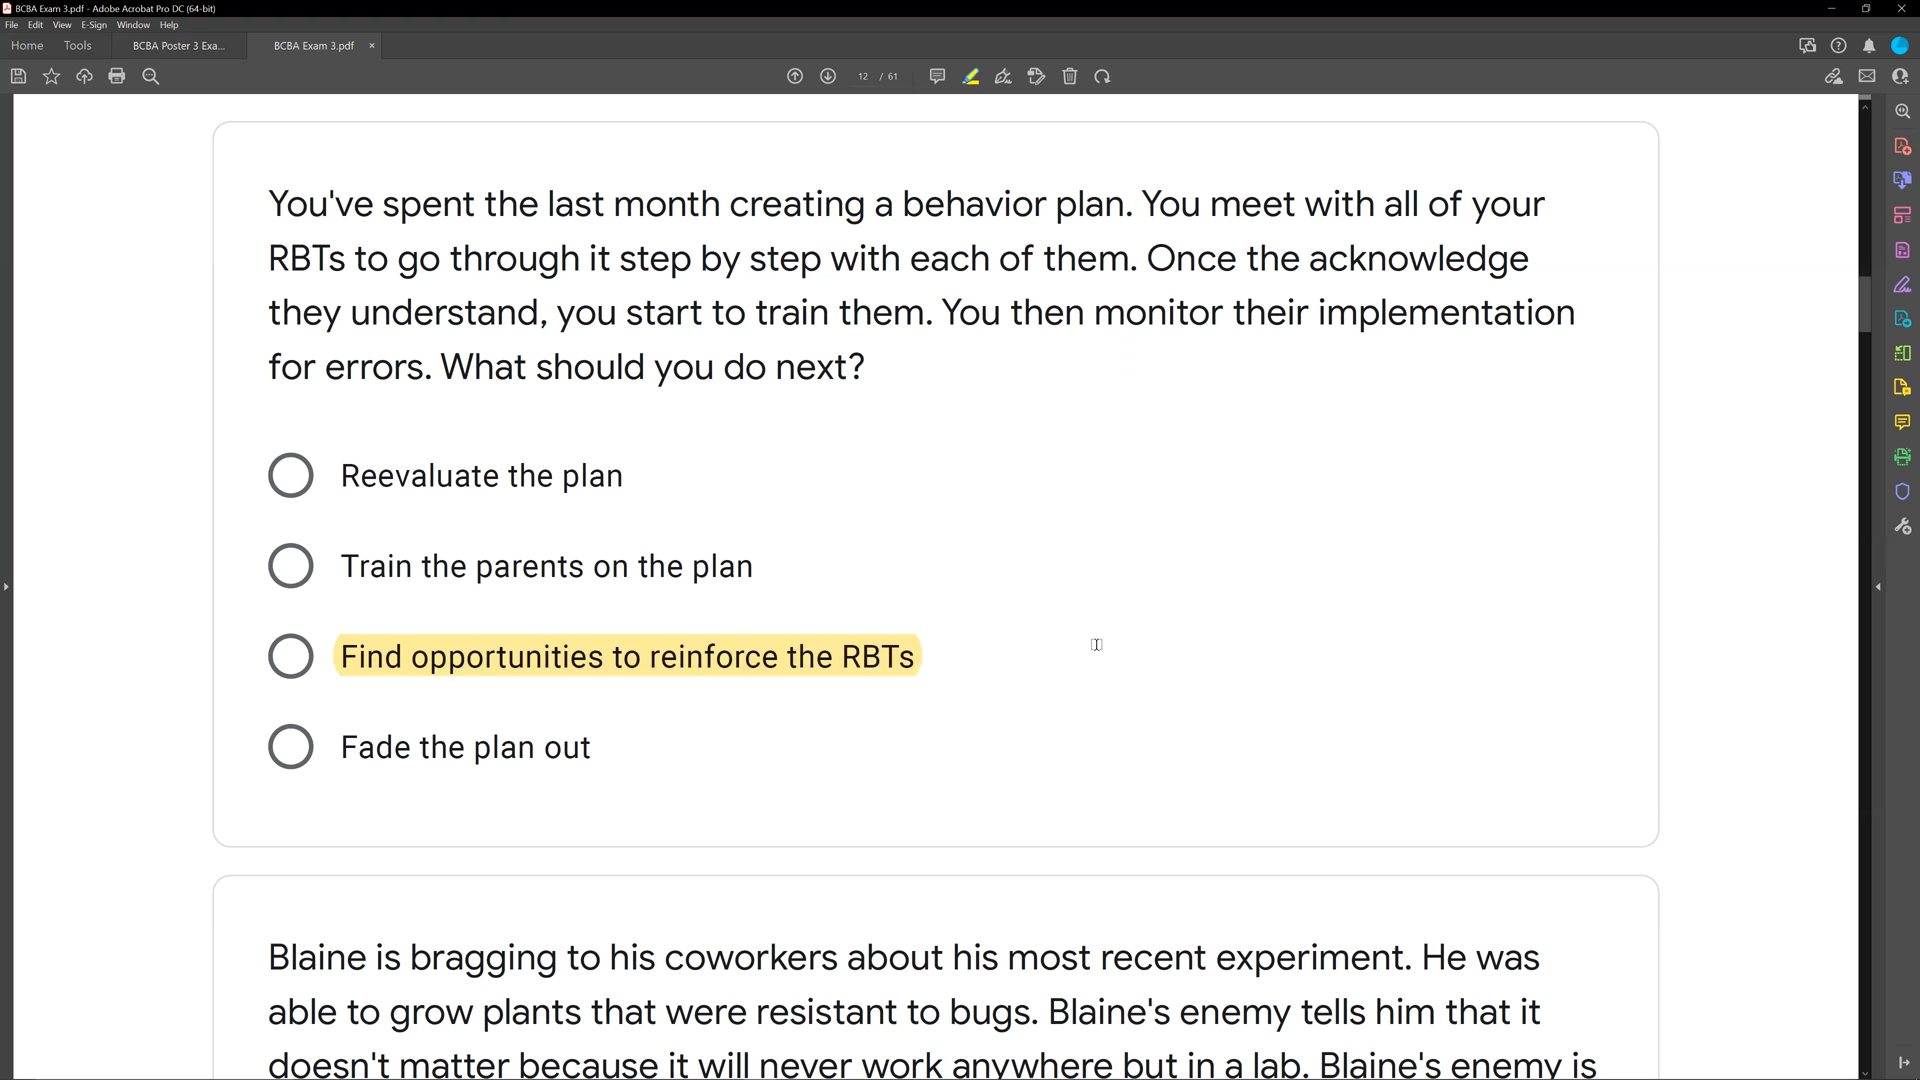 BCBA Exam 3.pdf - Adobe Acrobat Pro DC (64-bit)
File Edit View E-Sign Window Help
Home Tools BCBA Poster 3 Exa... BCBA Exam 3.pdf ×
12 / 61
You've spent the last month creating a behavior plan. You meet with all of your
RBTs to go through it step by step with each of them. Once the acknowledge
they understand, you start to train them. You then monitor their implementation
for errors. What should you do next?
Reevaluate the plan
Train the parents on the plan
Find opportunities to reinforce the RBTs
Fade the plan out
Blaine is bragging to his coworkers about his most recent experiment. He was
able to grow plants that were resistant to bugs. Blaine's enemy tells him that it
doesn't matter because it will never work anywhere but in a lab. Blaine's enemy is